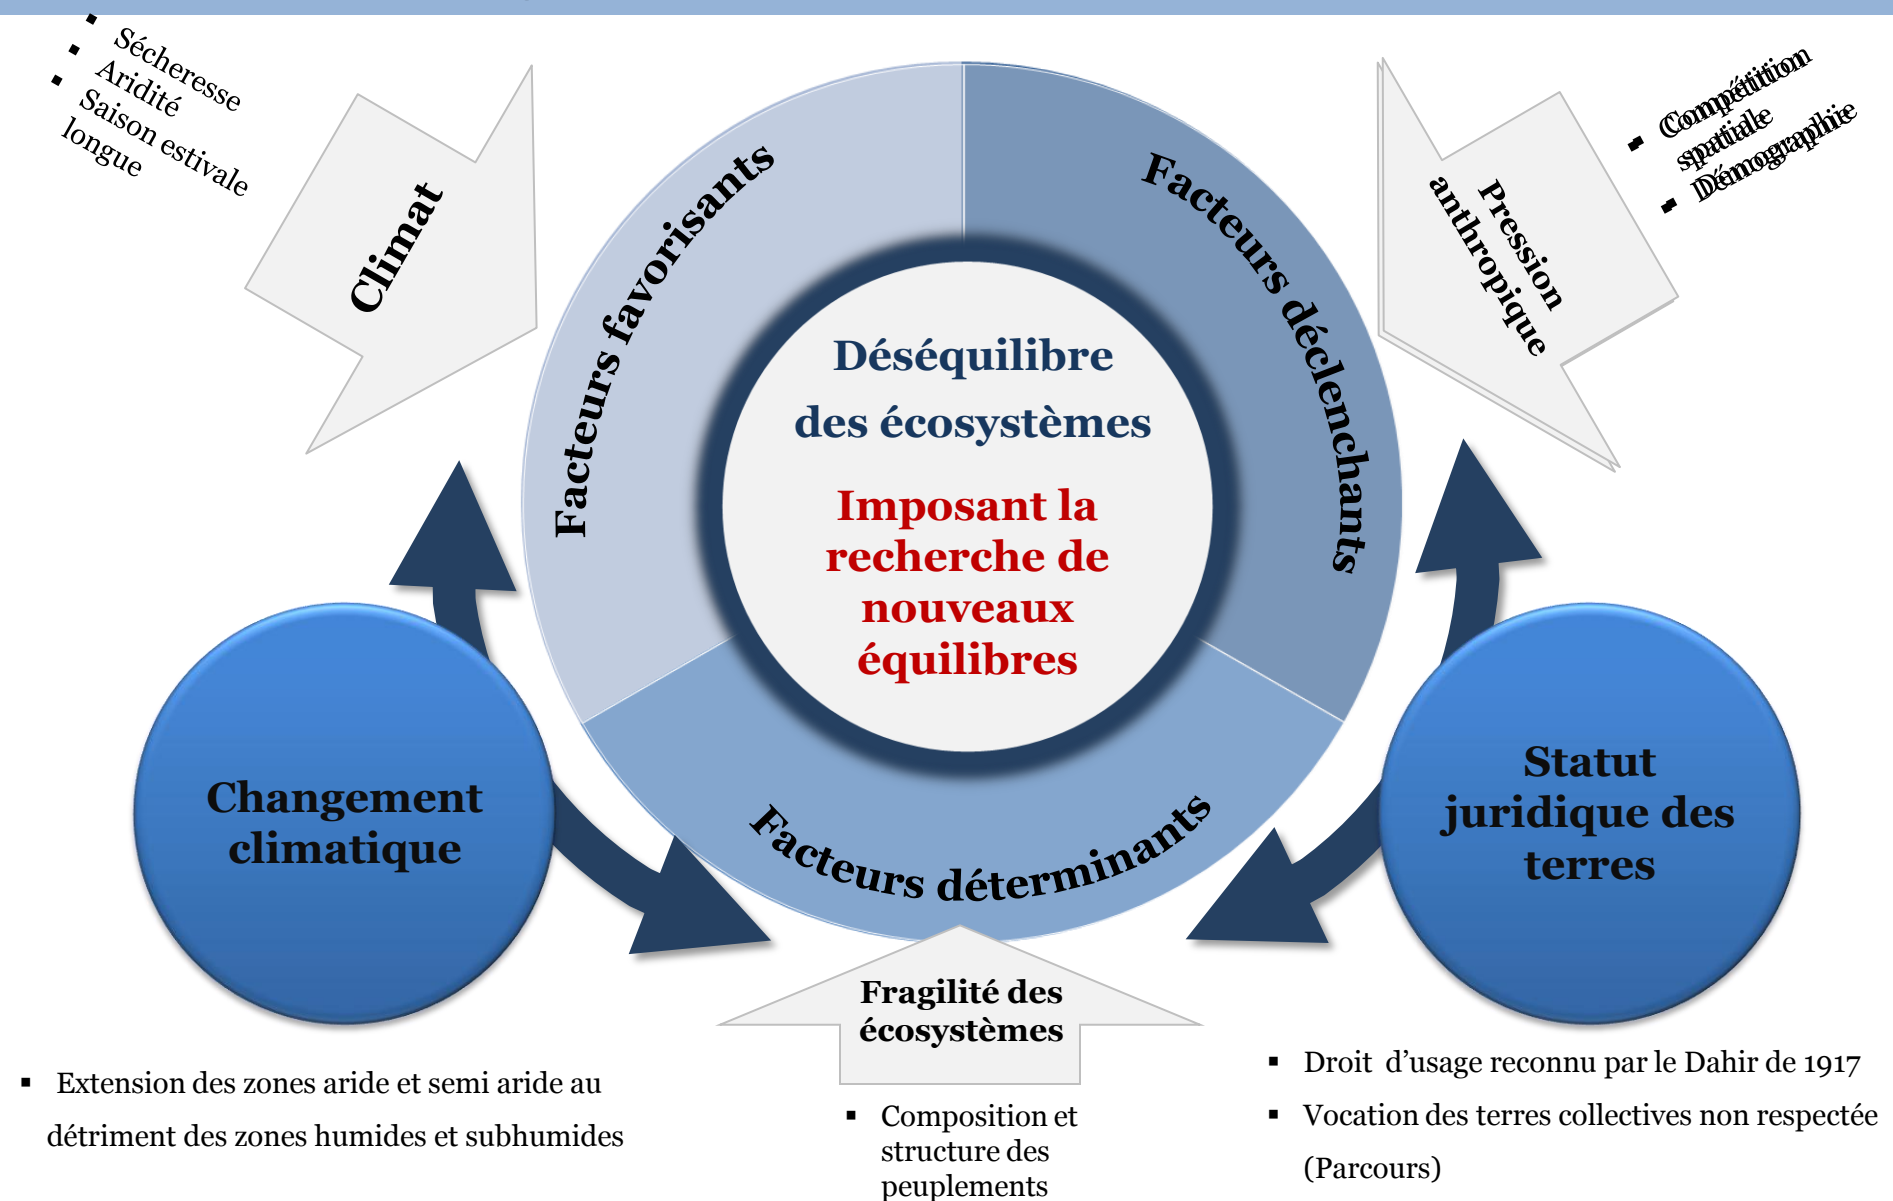 Sécheresse
Aridité
Saison estivale
longue
Climat
Facteurs favorisants
Facteurs déclenchants
Pression
anthropique
Compétition
spatiale
Démographie
Déséquilibre
des écosystèmes
Imposant la
recherche de
nouveaux
équilibres
Changement
climatique
Statut
juridique des
terres
Facteurs déterminants
Fragilité des
écosystèmes
Extension des zones aride et semi aride au
détriment des zones humides et subhumides
Composition et
structure des
peuplements
Droit d’usage reconnu par le Dahir de 1917
Vocation des terres collectives non respectée
(Parcours)